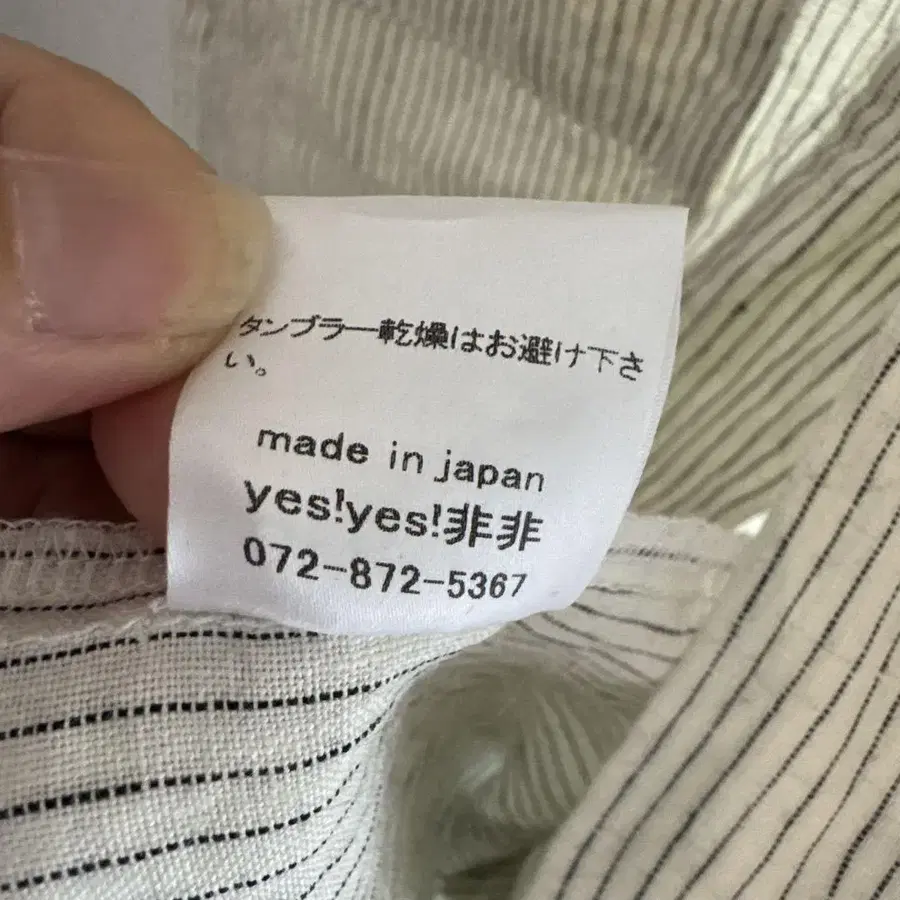 タンブラー乾燥はお避け下さ
い。
made in japan
yes!yes!非非
072-872-5367